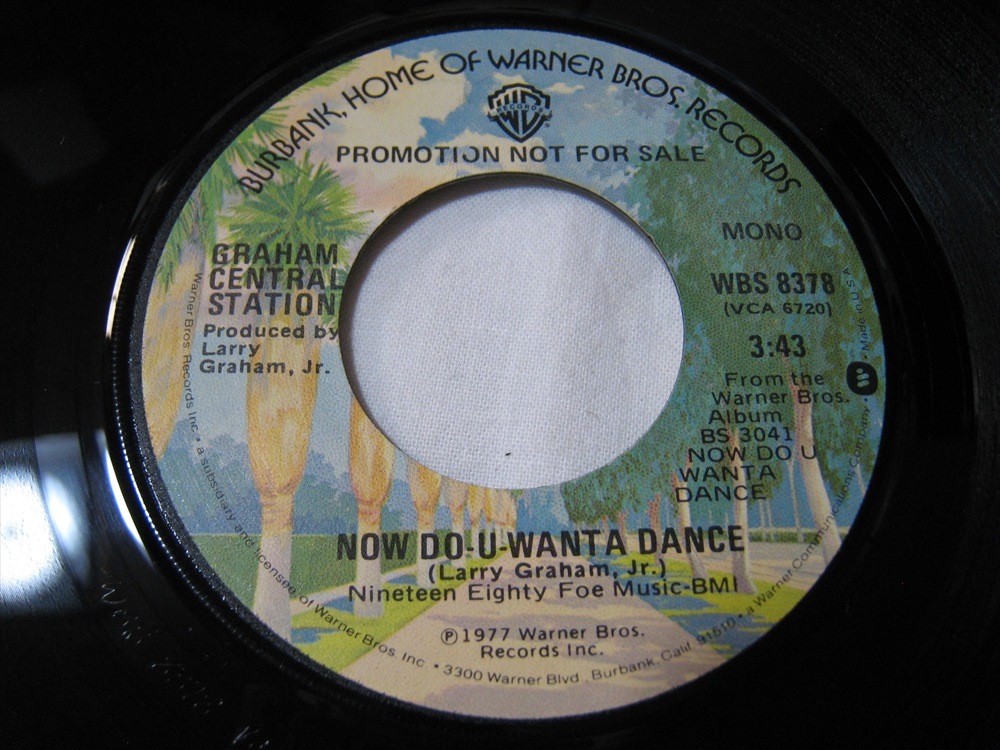 BURBANK, HOME OF WARNER BROS. RECORDS
WB
RECORDS
PROMOTION NOT FOR SALE
GRAHAM
CENTRAL
STATION
Produced by
Larry
Graham, Jr.
MONO
WBS 8378
(VCA 6720)
3:43
From the
Warner Bros.
Album
BS 3041
NOW DO U
WANTA
DANCE
NOW DO-U-WANTA DANCE
(Larry Graham, Jr.)
Nineteen Eighty Foe Music-BMI
℗1977 Warner Bros.
Records Inc.
Warner Bros. Records Inc. • a subsidiary and licensee of Warner Bros. Inc • 3300 Warner Blvd., Burbank, Calif. 91510 • a Warner Communications Company • Made in U.S.A.